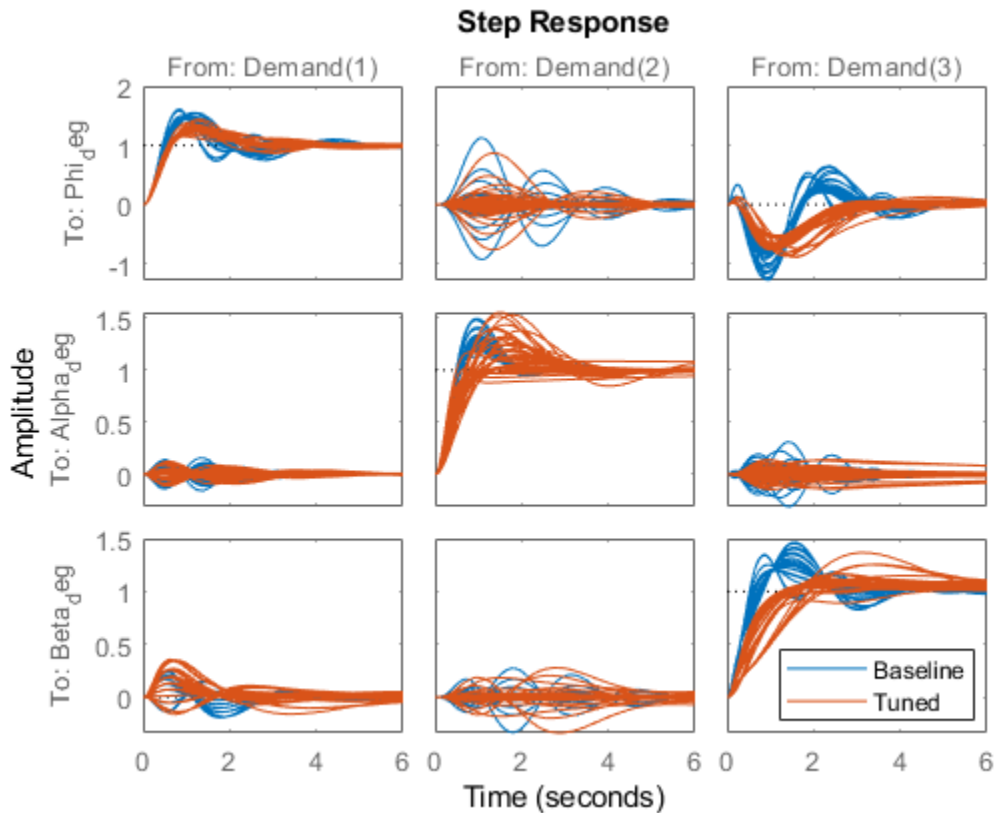 Step Response
From: Demand(1) From: Demand(2) From: Demand(3)
To: Phi_deg
2
1
0
-1
Amplitude
To: Alpha_deg
1.5
1
0.5
0
To: Beta_deg
1.5
1
0.5
0
Baseline
Tuned
0 2 4 6 0 2 4 6 0 2 4 6
Time (seconds)